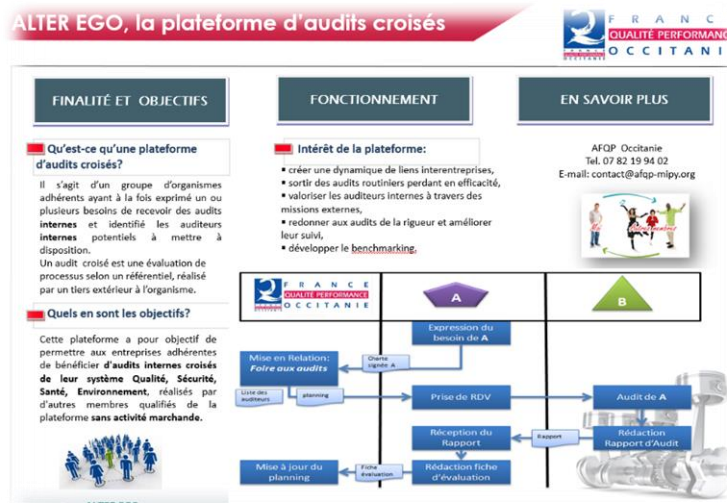 ALTER EGO, la plateforme d'audits croisés
FRANCE
QUALITÉ PERFORMANCE
OCCITANIE
FINALITÉ ET OBJECTIFS
Qu'est-ce qu'une plateforme
d'audits croisés?
Il s'agit d'un groupe d'organismes
adhérents ayant à la fois exprimé un ou
plusieurs besoins de recevoir des audits
internes et identifié les auditeurs
internes potentiels à mettre à
disposition.
Un audit croisé est une évaluation de
processus selon un référentiel, réalisé
par un tiers extérieur à l'organisme.
Quels en sont les objectifs?
Cette plateforme a pour objectif de
permettre aux entreprises adhérentes
de bénéficier d'audits internes croisés
de leur système Qualité, Sécurité,
Santé, Environnement, réalisés par
d'autres membres qualifiés de la
plateforme sans activité marchande.
FONCTIONNEMENT
Intérêt de la plateforme:
▪ créer une dynamique de liens interentreprises,
▪ sortir des audits routiniers perdant en efficacité,
▪ valoriser les auditeurs internes à travers des
missions externes,
▪ redonner aux audits de la rigueur et améliorer
leur suivi,
▪ développer le benchmarking.
EN SAVOIR PLUS
AFQP Occitanie
Tel. 07 82 19 94 02
E-mail: contact@afqp-mipy.org
FRANCE
QUALITÉ PERFORMANCE
OCCITANIE
A
B
Expression du
besoin de A
Mise en Relation:
Foire aux audits
Charte
signée A
Liste des
auditeurs
planning
Prise de RDV
Audit de A
Réception du
Rapport
Rapport
Rédaction
Rapport d'Audit
Mise à jour du
planning
Fiche
évaluation
Rédaction fiche
d'évaluation